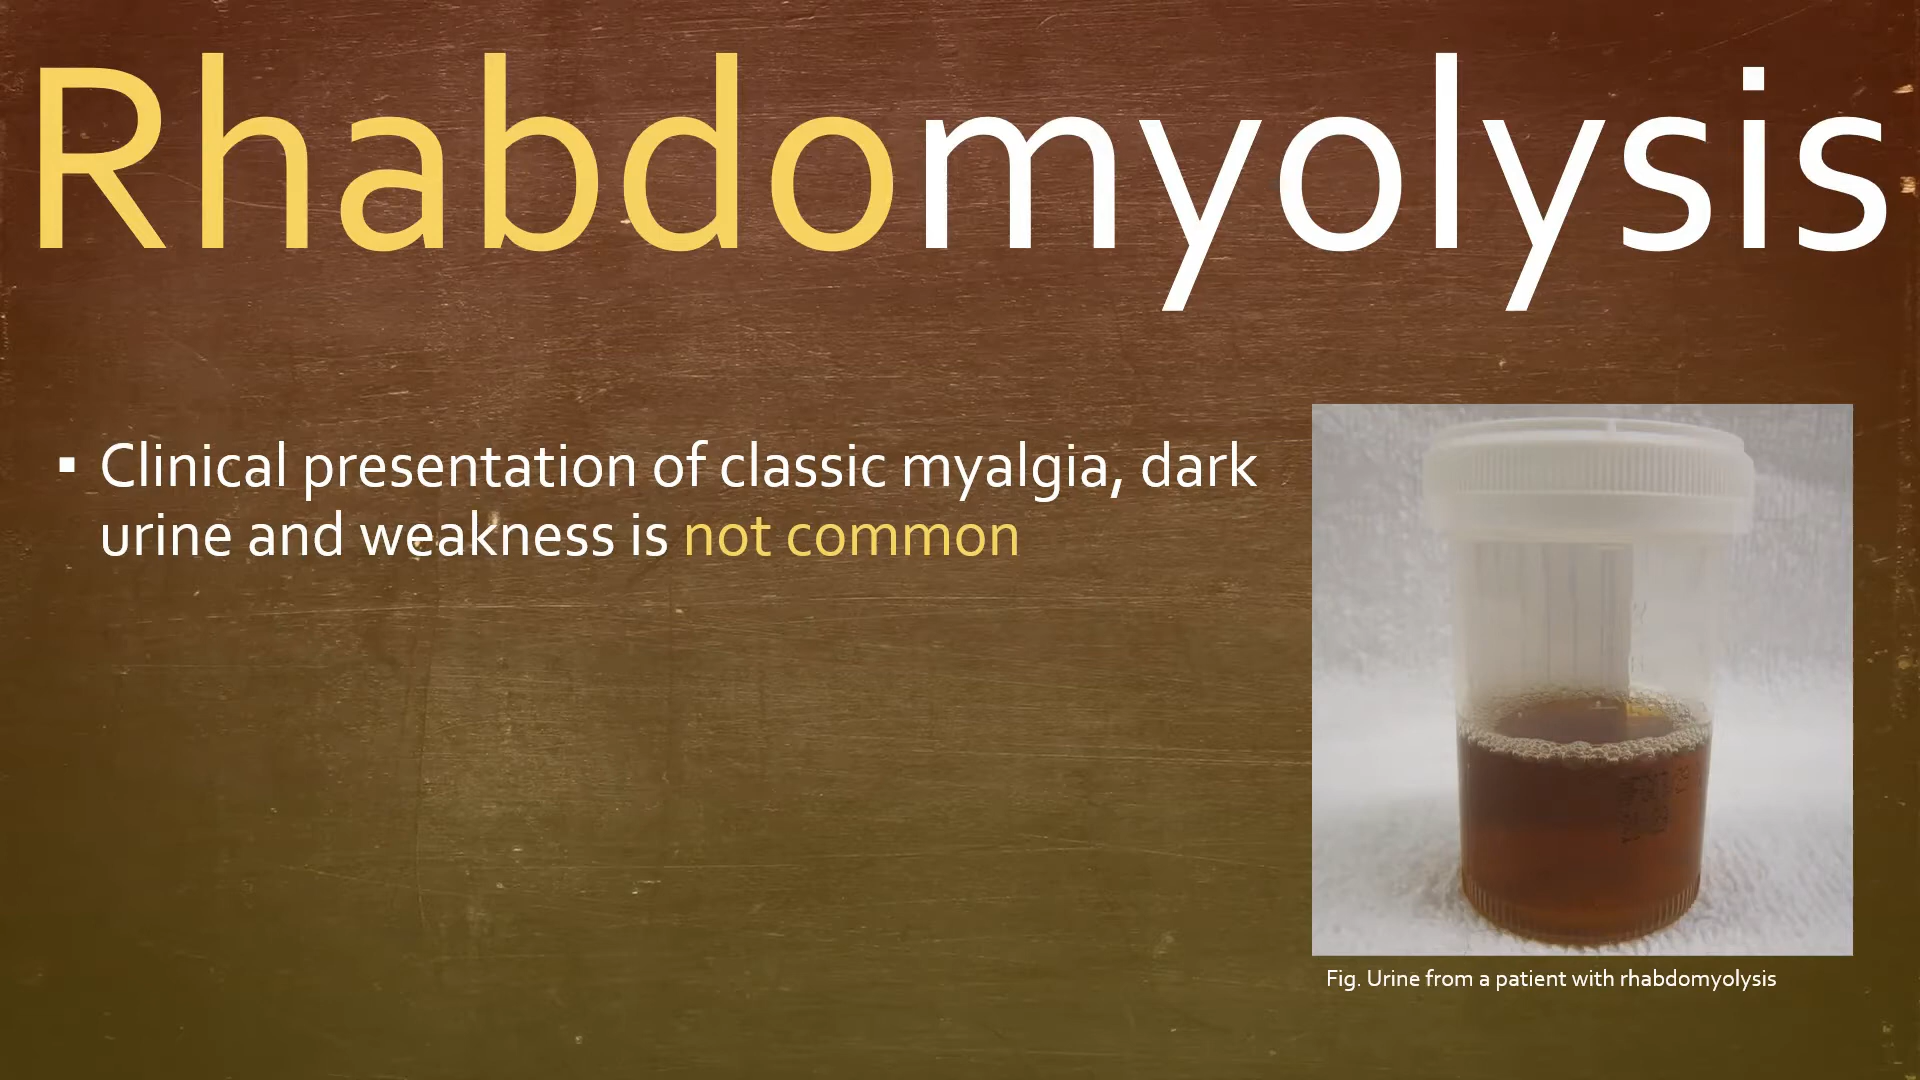 Rhabdomyolysis
▪ Clinical presentation of classic myalgia, dark
urine and weakness is not common
Fig. Urine from a patient with rhabdomyolysis